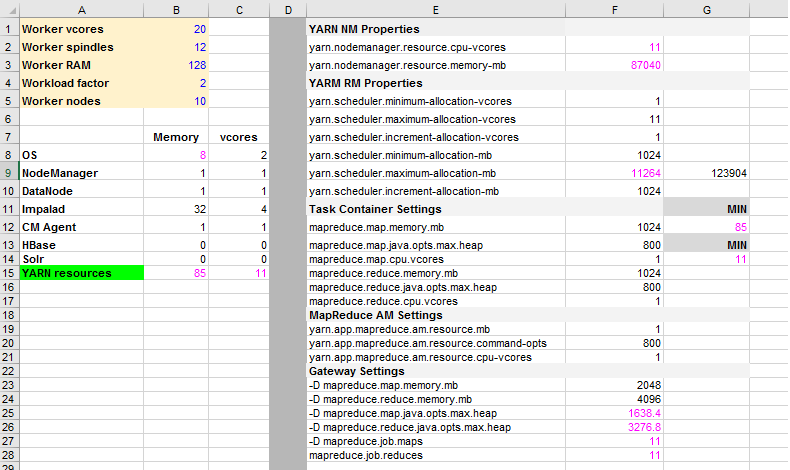 A B C D E F G
1 Worker vcores 20 YARN NM Properties
2 Worker spindles 12 yarn.nodemanager.resource.cpu-vcores 11
3 Worker RAM 128 yarn.nodemanager.resource.memory-mb 87040
4 Workload factor 2 YARM RM Properties
5 Worker nodes 10 yarn.scheduler.minimum-allocation-vcores 1
6 yarn.scheduler.maximum-allocation-vcores 11
7 Memory vcores yarn.scheduler.increment-allocation-vcores 1
8 OS 8 2 yarn.scheduler.minimum-allocation-mb 1024
9 NodeManager 1 1 yarn.scheduler.maximum-allocation-mb 11264 123904
10 DataNode 1 1 yarn.scheduler.increment-allocation-mb 1024
11 Impalad 32 4 Task Container Settings MIN
12 CM Agent 1 1 mapreduce.map.memory.mb 1024 85
13 HBase 0 0 mapreduce.map.java.opts.max.heap 800 MIN
14 Solr 0 0 mapreduce.map.cpu.vcores 1 11
15 YARN resources 85 11 mapreduce.reduce.memory.mb 1024
16 mapreduce.reduce.java.opts.max.heap 800
17 mapreduce.reduce.cpu.vcores 1
18 MapReduce AM Settings
19 yarn.app.mapreduce.am.resource.mb 1
20 yarn.app.mapreduce.am.resource.command-opts 800
21 yarn.app.mapreduce.am.resource.cpu-vcores 1
22 Gateway Settings
23 -D mapreduce.map.memory.mb 2048
24 -D mapreduce.reduce.memory.mb 4096
25 -D mapreduce.map.java.opts.max.heap 1638.4
26 -D mapreduce.reduce.java.opts.max.heap 3276.8
27 -D mapreduce.job.maps 11
28 mapreduce.job.reduces 11